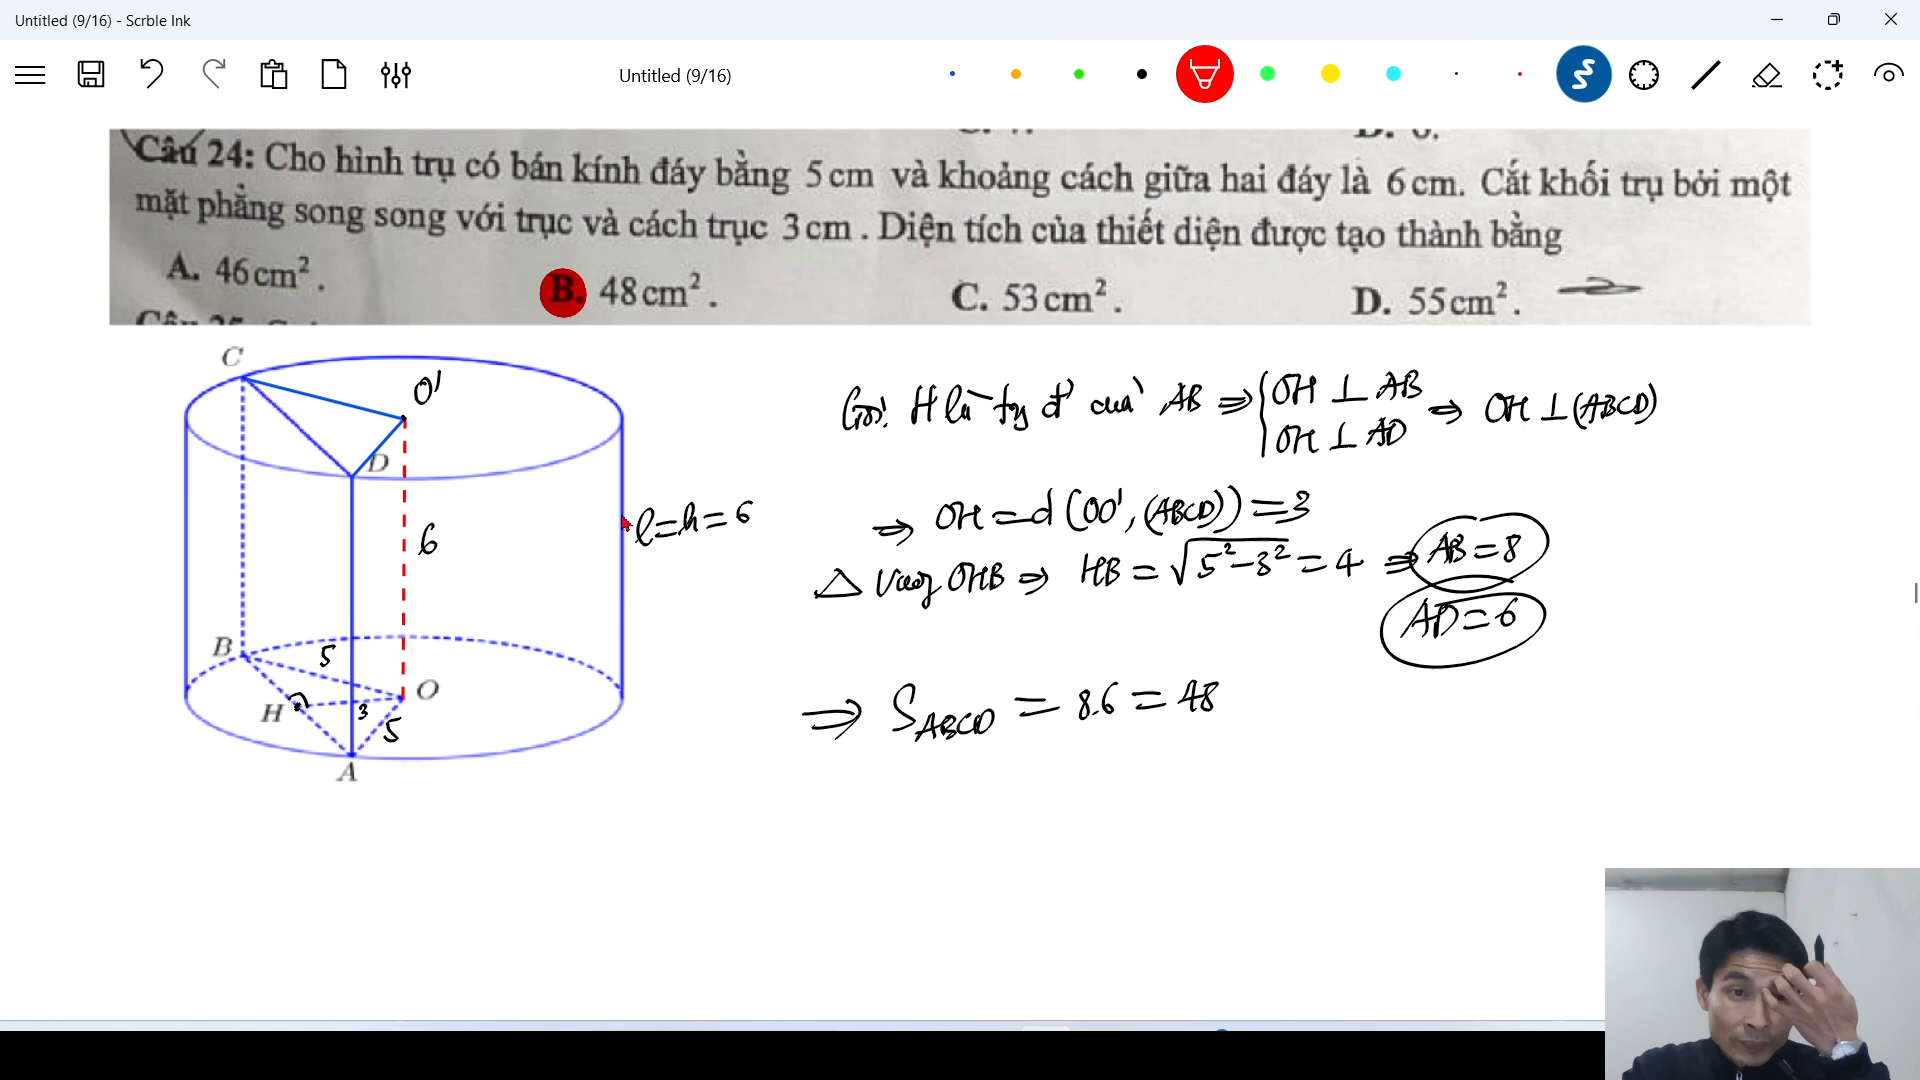 Untitled (9/16) - Scrble Ink
Untitled (9/16)
Câu 24: Cho hình trụ có bán kính đáy bằng 5 cm và khoảng cách giữa hai đáy là 6 cm. Cắt khối trụ bởi một
mặt phẳng song song với trục và cách trục 3 cm. Diện tích của thiết diện được tạo thành bằng
A. 46 cm². B. 48 cm². C. 53 cm². D. 55 cm².
C
O'
D
6
l = h = 6
B
5
O
H
3
5
A
Gọi H là cuả AB ⇒ { OH ⊥ AB
OH ⊥ AD ⇒ OH ⊥ (ABCD)
⇒ OH = d (OO', (ABCD)) = 3
Δ OHB ⇒ HB = √5² - 3² = 4 ⇒ AB = 8
AD = 6
⇒ S_ABCD = 8.6 = 48